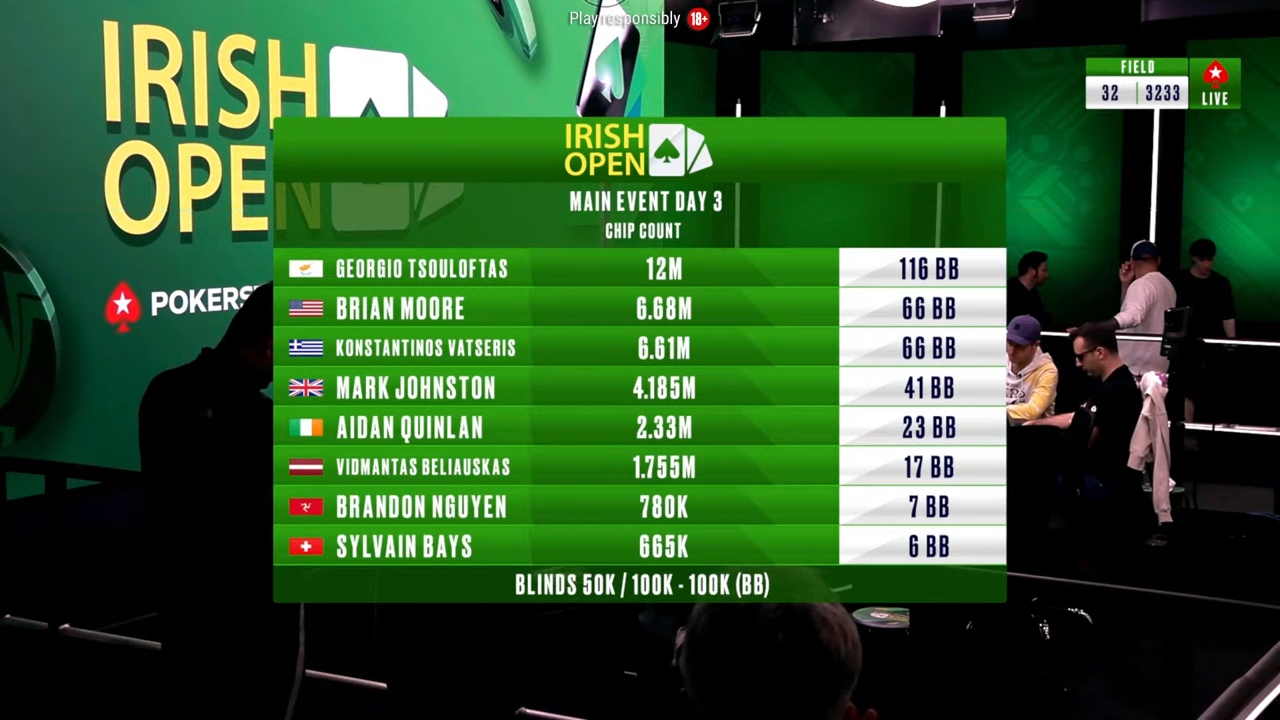 Play responsibly 18+
IRISH
OPEN
POKERS
FIELD
32 | 3233
LIVE
IRISH
OPEN
MAIN EVENT DAY 3
CHIP COUNT
GEORGIO TSOULOFTAS 12M 116 BB
BRIAN MOORE 6.68M 66 BB
KONSTANTINOS VATSERIS 6.61M 66 BB
MARK JOHNSTON 4.185M 41 BB
AIDAN QUINLAN 2.33M 23 BB
VIDMANTAS BELIAUSKAS 1.755M 17 BB
BRANDON NGUYEN 780K 7 BB
SYLVAIN BAYS 665K 6 BB
BLINDS 50K / 100K - 100K (BB)